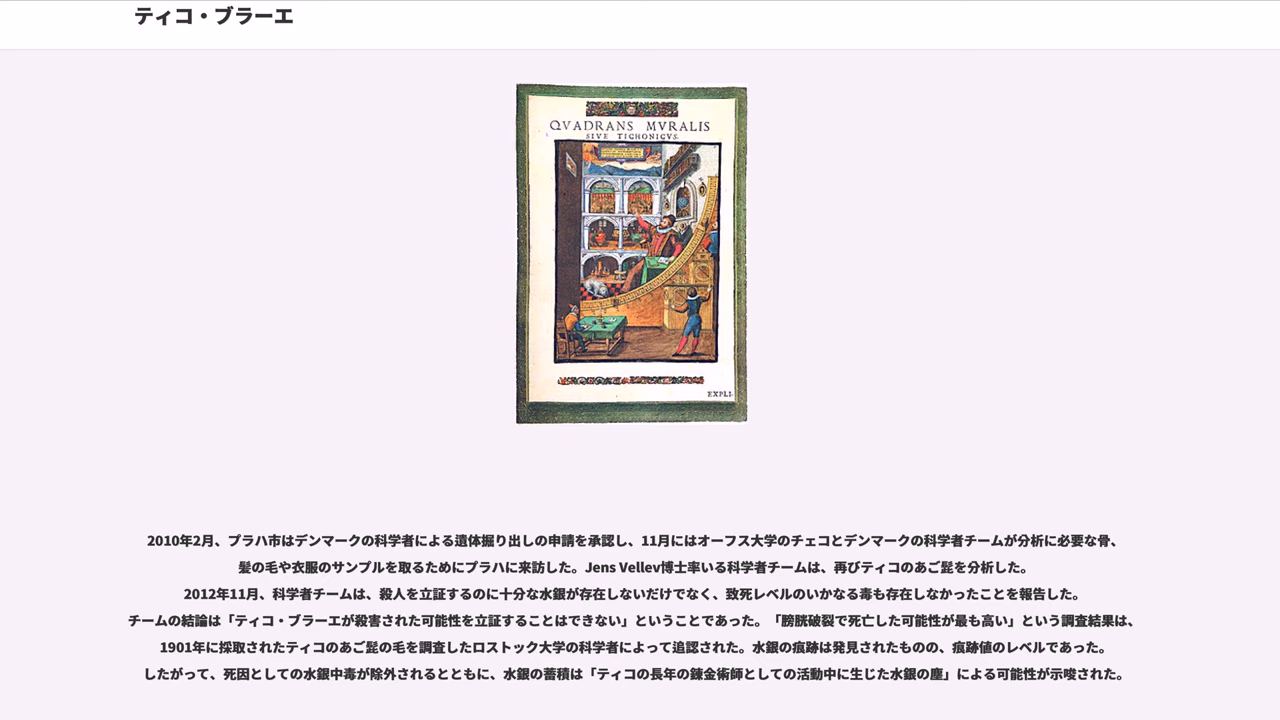 ティコ・ブラーエ
QVADRANS MVRALIS
SIVE TICHONICVS.
EXPLI-
2010年2月、プラハ市はデンマークの科学者による遺体掘り出しの申請を承認し、11月にはオーフス大学のチェコとデンマークの科学者チームが分析に必要な骨、
髪の毛や衣服のサンプルを取るためにプラハに来訪した。Jens Vellev博士率いる科学者チームは、再びティコのあご髭を分析した。
2012年11月、科学者チームは、殺人を立証するのに十分な水銀が存在しないだけでなく、致死レベルのいかなる毒も存在しなかったことを報告した。
チームの結論は「ティコ・ブラーエが殺害された可能性を立証することはできない」ということであった。「膀胱破裂で死亡した可能性が最も高い」という調査結果は、
1901年に採取されたティコのあご髭の毛を調査したロストック大学の科学者によって追認された。水銀の痕跡は発見されたものの、痕跡値のレベルであった。
したがって、死因としての水銀中毒が除外されるとともに、水銀の蓄積は「ティコの長年の錬金術師としての活動中に生じた水銀の塵」による可能性が示唆された。